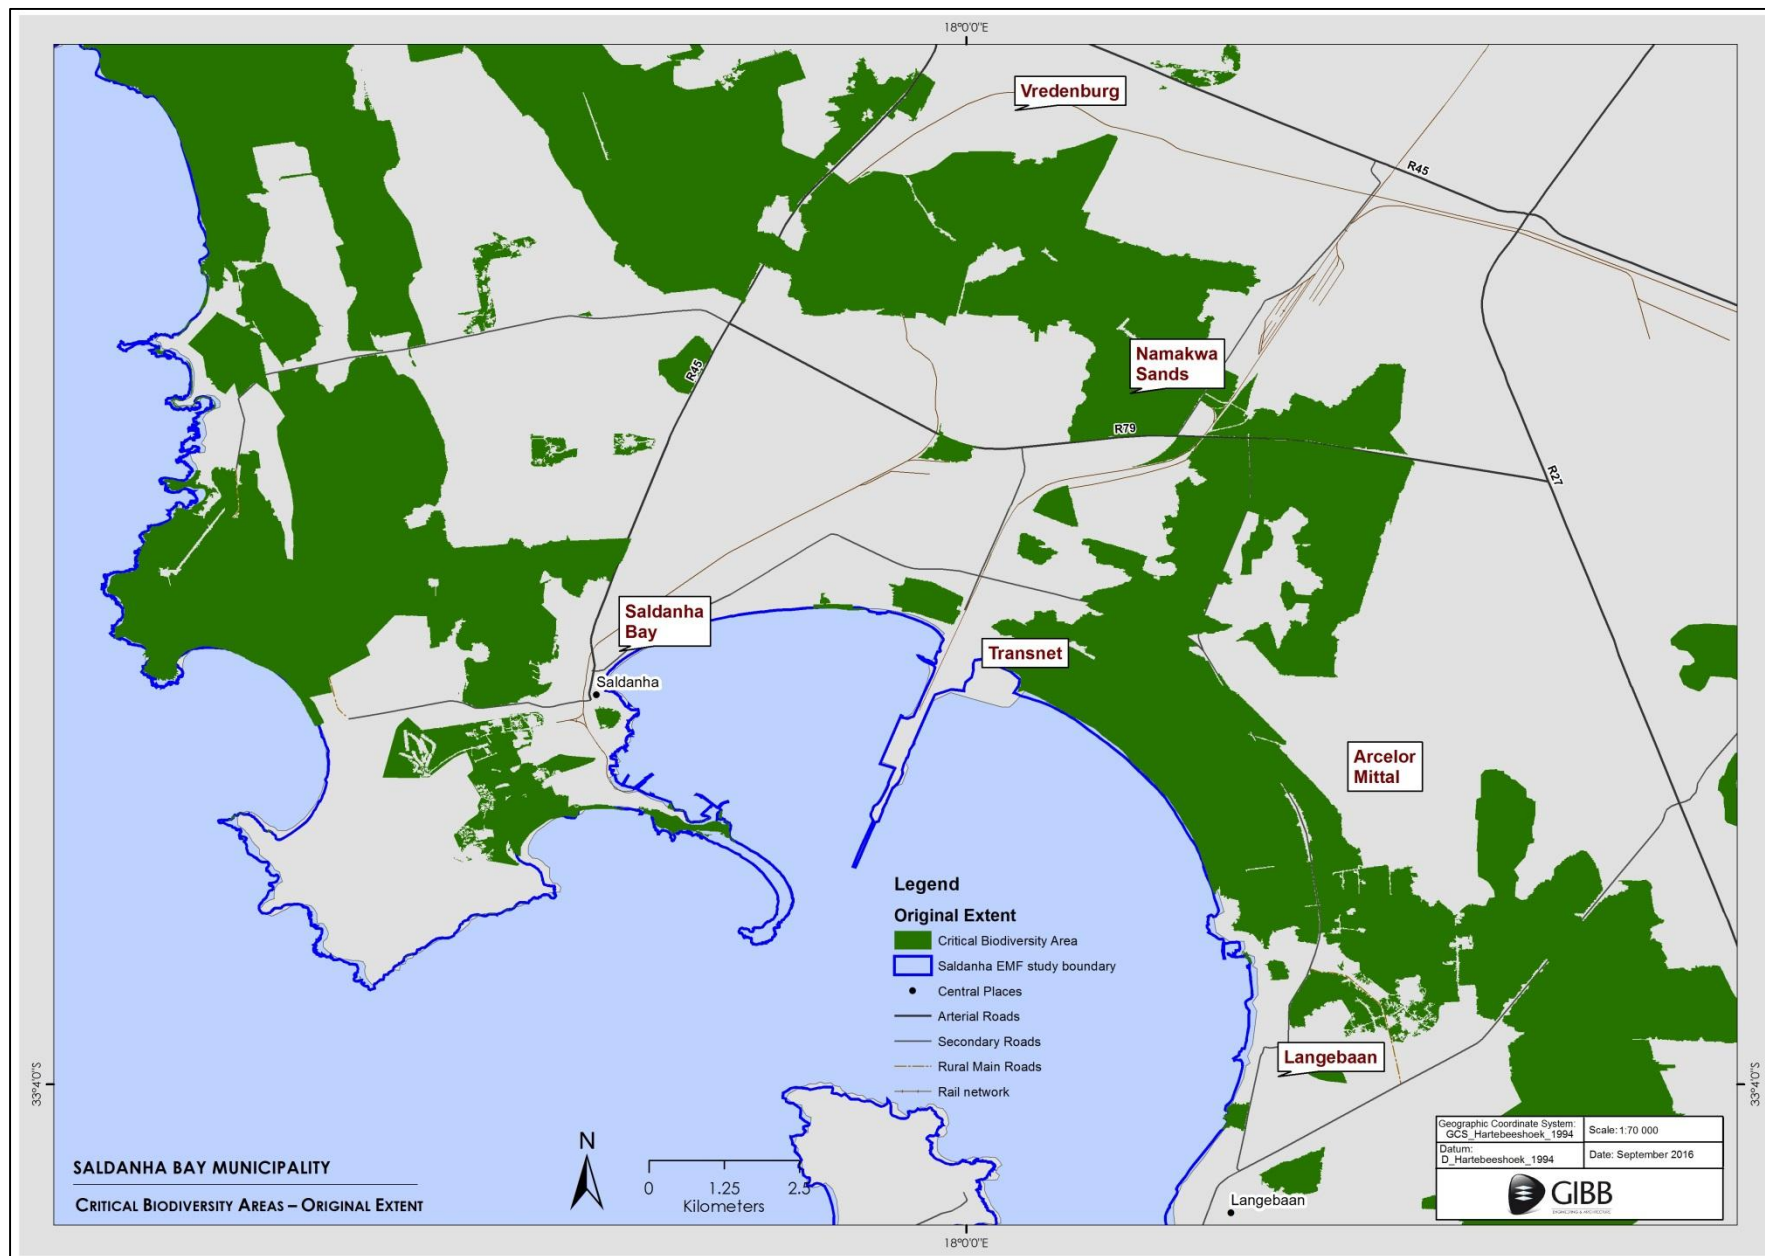 18°0'0"E
Vredenburg
R45
Namakwa
Sands
R45
R79
R27
Saldanha
Bay
Transnet
Saldanha
Arcelor
Mittal
Legend
Original Extent
Critical Biodiversity Area
Saldanha EMF study boundary
Central Places
Arterial Roads
Secondary Roads
Rural Main Roads
Rail network
Langebaan
33°4'0"S
33°4'0"S
N
0 1.25 2.5
Kilometers
SALDANHA BAY MUNICIPALITY
CRITICAL BIODIVERSITY AREAS – ORIGINAL EXTENT
Langebaan
Geographic Coordinate System:
GCS_Hartebeeshoek_1994
Scale: 1:70 000
Datum:
D_Hartebeeshoek_1994
Date: September 2016
GIBB
ENGINEERING & ARCHITECTURE
18°0'0"E